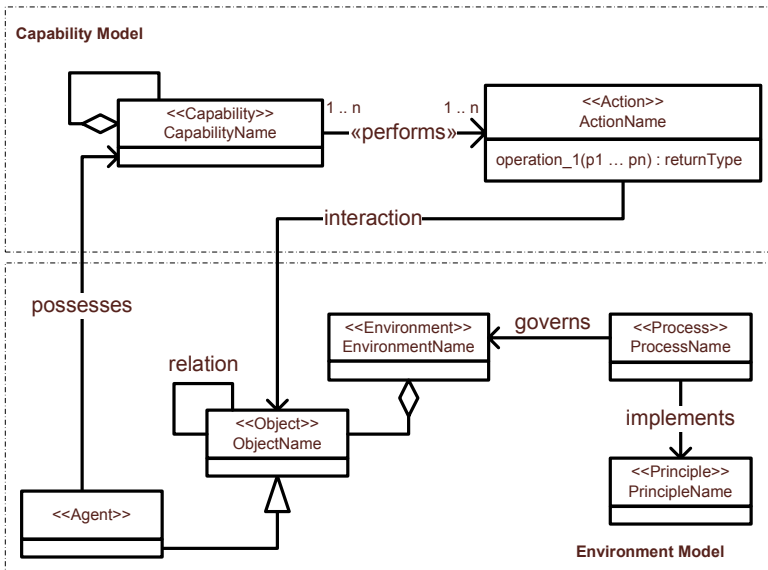 Capability Model
<<Capability>>
CapabilityName
1 .. n
«performs»
1 .. n
<<Action>>
ActionName
operation_1(p1 … pn) : returnType
interaction
possesses
relation
<<Environment>>
EnvironmentName
governs
<<Process>>
ProcessName
implements
<<Object>>
ObjectName
<<Principle>>
PrincipleName
<<Agent>>
Environment Model